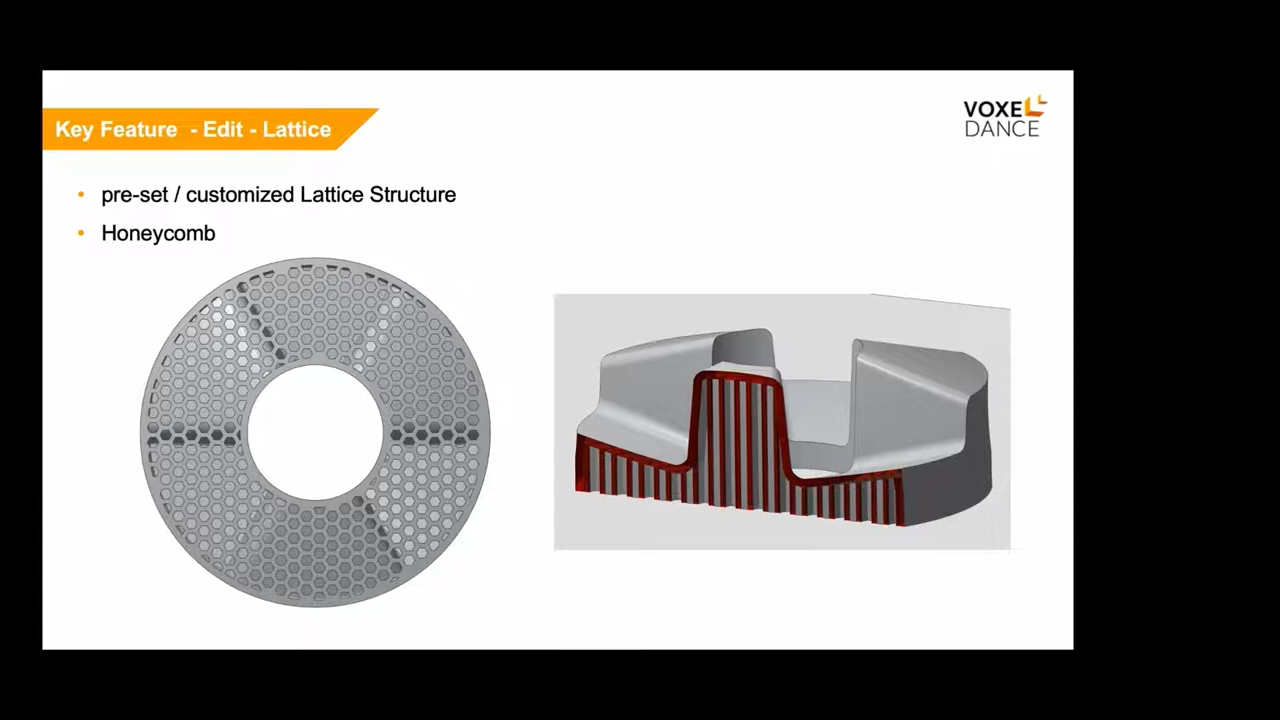 Key Feature - Edit - Lattice
VOXEL
DANCE
pre-set / customized Lattice Structure
Honeycomb